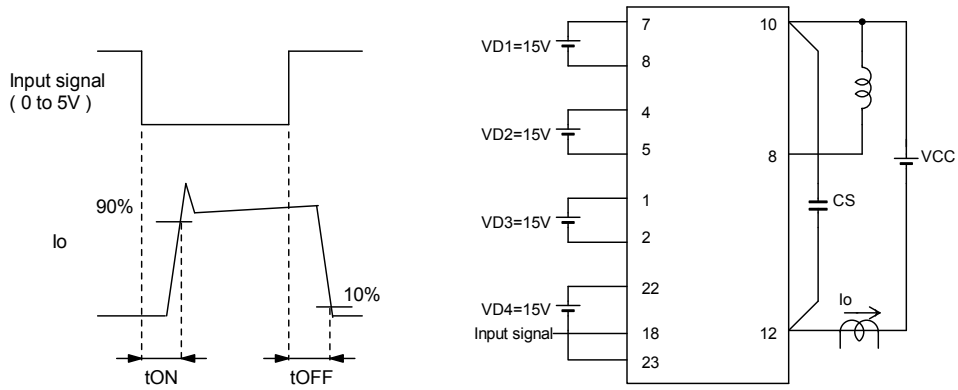 Input signal
( 0 to 5V )
90%
Io
10%
tON
tOFF
VD1=15V
7
8
VD2=15V
4
5
VD3=15V
1
2
VD4=15V
22
Input signal
18
23
10
8
12
CS
VCC
Io